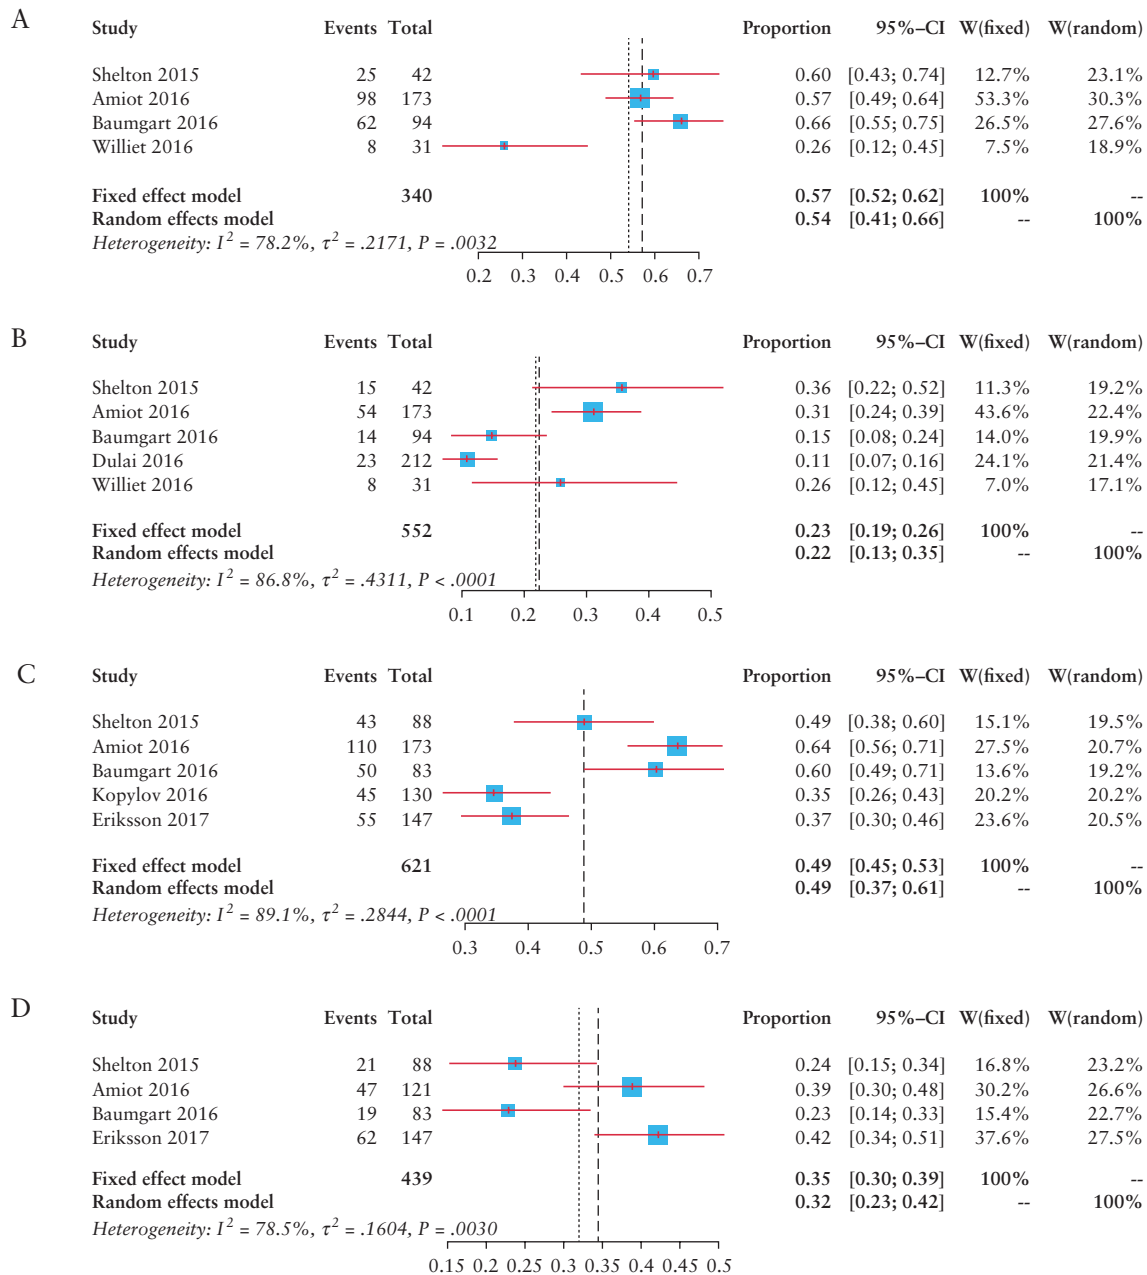 A
Study Events Total Proportion 95%–CI W(fixed) W(random)
Shelton 2015 25 42 0.60 [0.43; 0.74] 12.7% 23.1%
Amiot 2016 98 173 0.57 [0.49; 0.64] 53.3% 30.3%
Baumgart 2016 62 94 0.66 [0.55; 0.75] 26.5% 27.6%
Williet 2016 8 31 0.26 [0.12; 0.45] 7.5% 18.9%
Fixed effect model 340 0.57 [0.52; 0.62] 100% --
Random effects model 0.54 [0.41; 0.66] -- 100%
Heterogeneity: I² = 78.2%, τ² = .2171, P = .0032
0.2 0.3 0.4 0.5 0.6 0.7
B
Study Events Total Proportion 95%–CI W(fixed) W(random)
Shelton 2015 15 42 0.36 [0.22; 0.52] 11.3% 19.2%
Amiot 2016 54 173 0.31 [0.24; 0.39] 43.6% 22.4%
Baumgart 2016 14 94 0.15 [0.08; 0.24] 14.0% 19.9%
Dulai 2016 23 212 0.11 [0.07; 0.16] 24.1% 21.4%
Williet 2016 8 31 0.26 [0.12; 0.45] 7.0% 17.1%
Fixed effect model 552 0.23 [0.19; 0.26] 100% --
Random effects model 0.22 [0.13; 0.35] -- 100%
Heterogeneity: I² = 86.8%, τ² = .4311, P < .0001
0.1 0.2 0.3 0.4 0.5
C
Study Events Total Proportion 95%–CI W(fixed) W(random)
Shelton 2015 43 88 0.49 [0.38; 0.60] 15.1% 19.5%
Amiot 2016 110 173 0.64 [0.56; 0.71] 27.5% 20.7%
Baumgart 2016 50 83 0.60 [0.49; 0.71] 13.6% 19.2%
Kopylov 2016 45 130 0.35 [0.26; 0.43] 20.2% 20.2%
Eriksson 2017 55 147 0.37 [0.30; 0.46] 23.6% 20.5%
Fixed effect model 621 0.49 [0.45; 0.53] 100% --
Random effects model 0.49 [0.37; 0.61] -- 100%
Heterogeneity: I² = 89.1%, τ² = .2844, P < .0001
0.3 0.4 0.5 0.6 0.7
D
Study Events Total Proportion 95%–CI W(fixed) W(random)
Shelton 2015 21 88 0.24 [0.15; 0.34] 16.8% 23.2%
Amiot 2016 47 121 0.39 [0.30; 0.48] 30.2% 26.6%
Baumgart 2016 19 83 0.23 [0.14; 0.33] 15.4% 22.7%
Eriksson 2017 62 147 0.42 [0.34; 0.51] 37.6% 27.5%
Fixed effect model 439 0.35 [0.30; 0.39] 100% --
Random effects model 0.32 [0.23; 0.42] -- 100%
Heterogeneity: I² = 78.5%, τ² = .1604, P = .0030
0.15 0.2 0.25 0.3 0.35 0.4 0.45 0.5